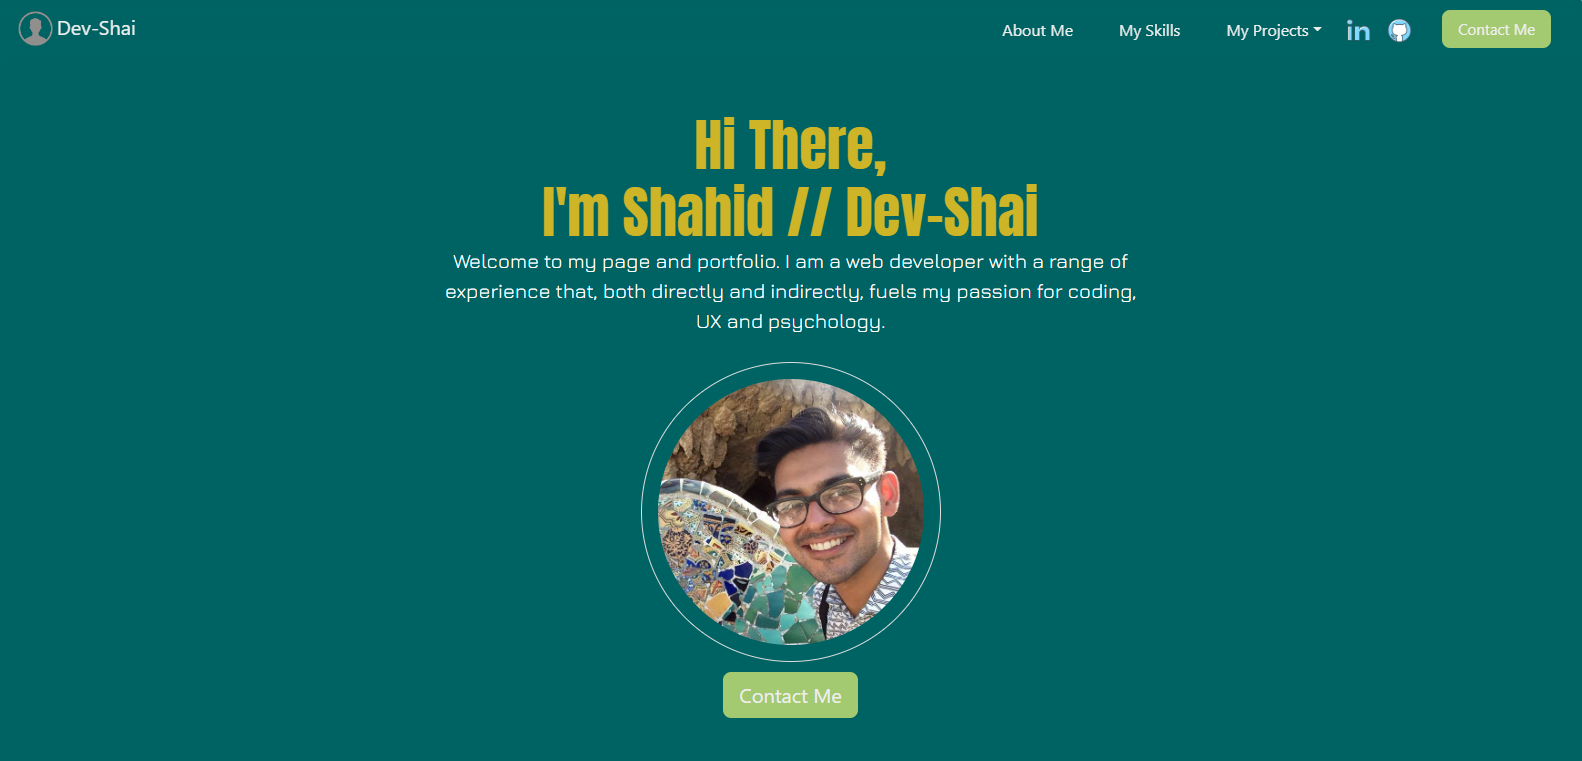 Dev-Shai
About Me
My Skills
My Projects
in
Contact Me
Hi There,
I'm Shahid // Dev-Shai
Welcome to my page and portfolio. I am a web developer with a range of
experience that, both directly and indirectly, fuels my passion for coding,
UX and psychology.
Contact Me